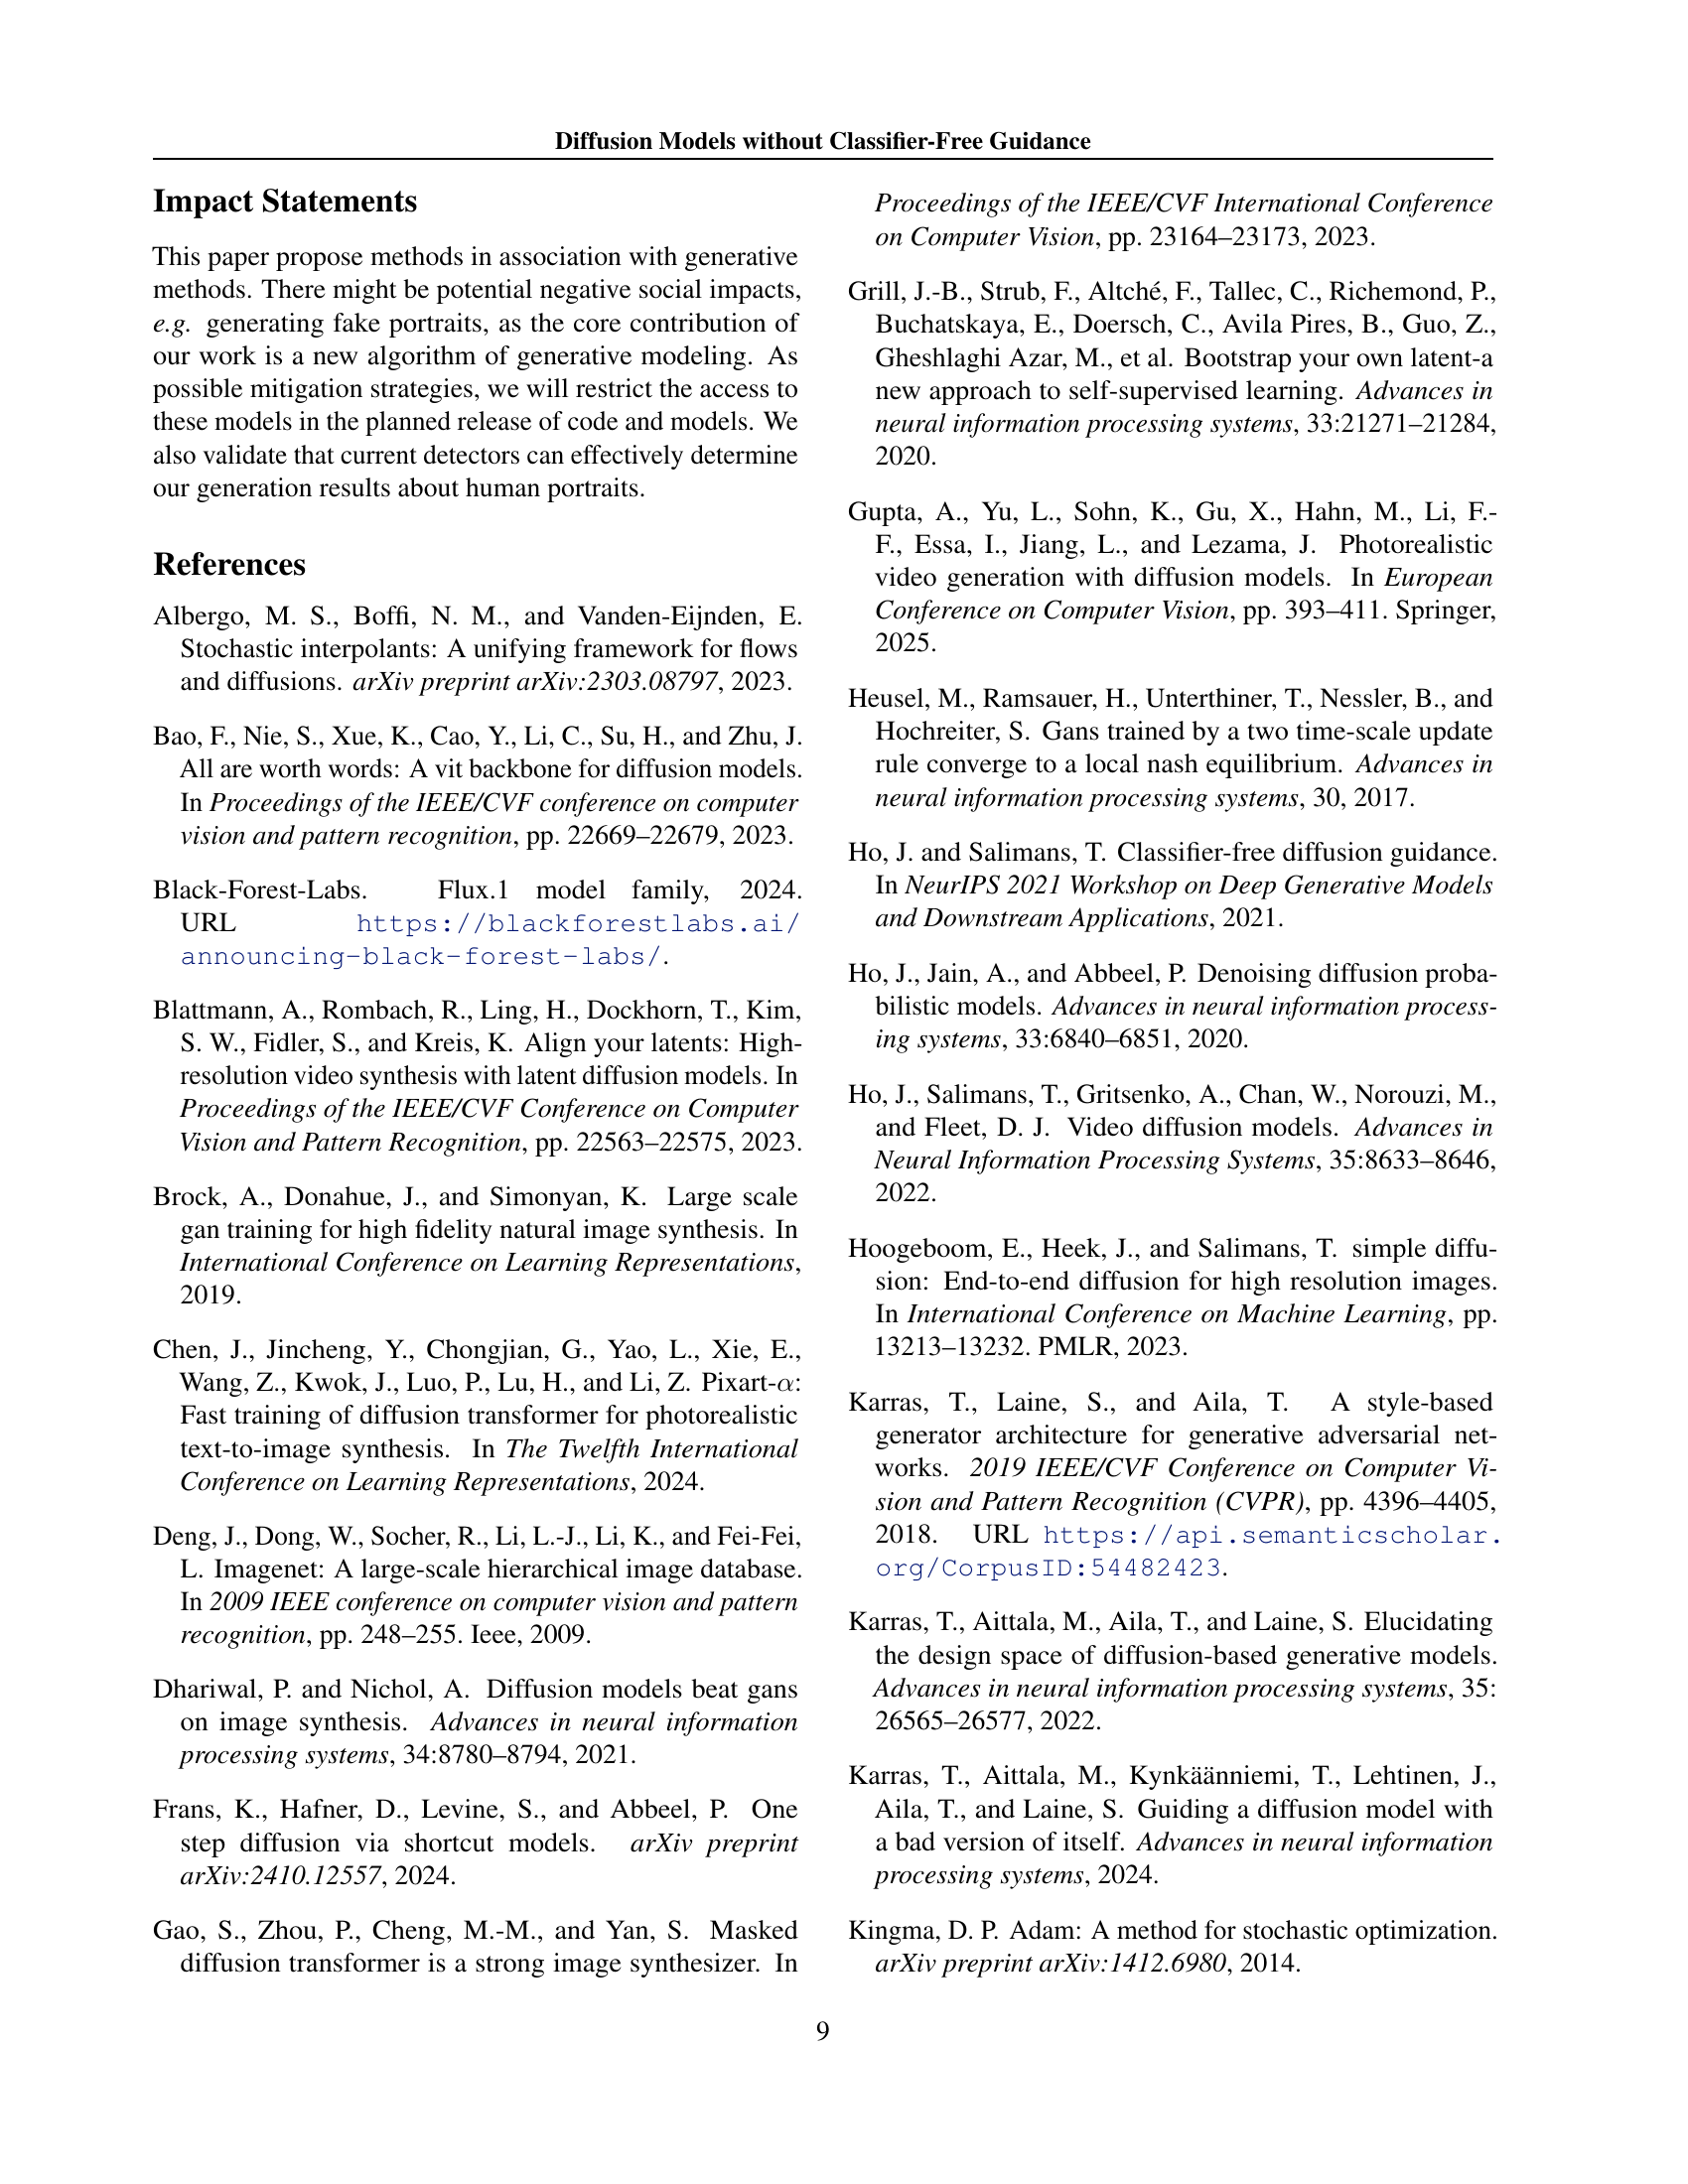 Diffusion Models without Classifier-Free Guidance
Impact Statements
This paper propose methods in association with generative
methods. There might be potential negative social impacts,
e.g. generating fake portraits, as the core contribution of
our work is a new algorithm of generative modeling. As
possible mitigation strategies, we will restrict the access to
these models in the planned release of code and models. We
also validate that current detectors can effectively determine
our generation results about human portraits.
References
Albergo, M. S., Boffi, N. M., and Vanden-Eijnden, E.
Stochastic interpolants: A unifying framework for flows
and diffusions. arXiv preprint arXiv:2303.08797, 2023.
Bao, F., Nie, S., Xue, K., Cao, Y., Li, C., Su, H., and Zhu, J.
All are worth words: A vit backbone for diffusion models.
In Proceedings of the IEEE/CVF conference on computer
vision and pattern recognition, pp. 22669–22679, 2023.
Black-Forest-Labs. Flux.1 model family, 2024.
URL https://blackforestlabs.ai/
announcing-black-forest-labs/.
Blattmann, A., Rombach, R., Ling, H., Dockhorn, T., Kim,
S. W., Fidler, S., and Kreis, K. Align your latents: High-
resolution video synthesis with latent diffusion models. In
Proceedings of the IEEE/CVF Conference on Computer
Vision and Pattern Recognition, pp. 22563–22575, 2023.
Brock, A., Donahue, J., and Simonyan, K. Large scale
gan training for high fidelity natural image synthesis. In
International Conference on Learning Representations,
2019.
Chen, J., Jincheng, Y., Chongjian, G., Yao, L., Xie, E.,
Wang, Z., Kwok, J., Luo, P., Lu, H., and Li, Z. Pixart-α:
Fast training of diffusion transformer for photorealistic
text-to-image synthesis. In The Twelfth International
Conference on Learning Representations, 2024.
Deng, J., Dong, W., Socher, R., Li, L.-J., Li, K., and Fei-Fei,
L. Imagenet: A large-scale hierarchical image database.
In 2009 IEEE conference on computer vision and pattern
recognition, pp. 248–255. Ieee, 2009.
Dhariwal, P. and Nichol, A. Diffusion models beat gans
on image synthesis. Advances in neural information
processing systems, 34:8780–8794, 2021.
Frans, K., Hafner, D., Levine, S., and Abbeel, P. One
step diffusion via shortcut models. arXiv preprint
arXiv:2410.12557, 2024.
Gao, S., Zhou, P., Cheng, M.-M., and Yan, S. Masked
diffusion transformer is a strong image synthesizer. In
Proceedings of the IEEE/CVF International Conference
on Computer Vision, pp. 23164–23173, 2023.
Grill, J.-B., Strub, F., Altché, F., Tallec, C., Richemond, P.,
Buchatskaya, E., Doersch, C., Avila Pires, B., Guo, Z.,
Gheshlaghi Azar, M., et al. Bootstrap your own latent-a
new approach to self-supervised learning. Advances in
neural information processing systems, 33:21271–21284,
2020.
Gupta, A., Yu, L., Sohn, K., Gu, X., Hahn, M., Li, F.-
F., Essa, I., Jiang, L., and Lezama, J. Photorealistic
video generation with diffusion models. In European
Conference on Computer Vision, pp. 393–411. Springer,
2025.
Heusel, M., Ramsauer, H., Unterthiner, T., Nessler, B., and
Hochreiter, S. Gans trained by a two time-scale update
rule converge to a local nash equilibrium. Advances in
neural information processing systems, 30, 2017.
Ho, J. and Salimans, T. Classifier-free diffusion guidance.
In NeurIPS 2021 Workshop on Deep Generative Models
and Downstream Applications, 2021.
Ho, J., Jain, A., and Abbeel, P. Denoising diffusion proba-
bilistic models. Advances in neural information process-
ing systems, 33:6840–6851, 2020.
Ho, J., Salimans, T., Gritsenko, A., Chan, W., Norouzi, M.,
and Fleet, D. J. Video diffusion models. Advances in
Neural Information Processing Systems, 35:8633–8646,
2022.
Hoogeboom, E., Heek, J., and Salimans, T. simple diffu-
sion: End-to-end diffusion for high resolution images.
In International Conference on Machine Learning, pp.
13213–13232. PMLR, 2023.
Karras, T., Laine, S., and Aila, T. A style-based
generator architecture for generative adversarial net-
works. 2019 IEEE/CVF Conference on Computer Vi-
sion and Pattern Recognition (CVPR), pp. 4396–4405,
2018. URL https://api.semanticscholar.
org/CorpusID:54482423.
Karras, T., Aittala, M., Aila, T., and Laine, S. Elucidating
the design space of diffusion-based generative models.
Advances in neural information processing systems, 35:
26565–26577, 2022.
Karras, T., Aittala, M., Kynkäänniemi, T., Lehtinen, J.,
Aila, T., and Laine, S. Guiding a diffusion model with
a bad version of itself. Advances in neural information
processing systems, 2024.
Kingma, D. P. Adam: A method for stochastic optimization.
arXiv preprint arXiv:1412.6980, 2014.
9